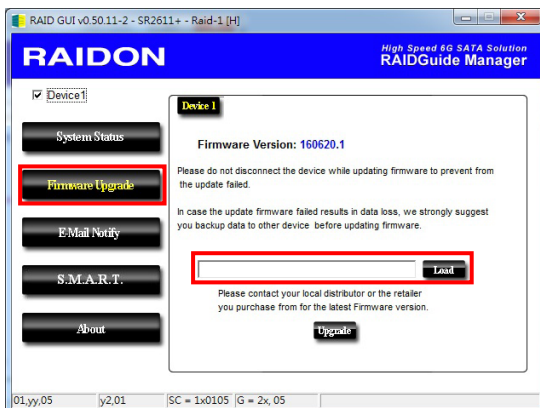 RAID GUI v0.50.11-2 - SR2611+ - Raid-1 [H]
RAIDON
High Speed 6G SATA Solution
RAIDGuide Manager
Device1
System Status
Firmware Upgrade
E-Mail Notify
S.M.A.R.T.
About
Device 1
Firmware Version: 160620.1
Please do not disconnect the device while updating firmware to prevent from
the update failed.
In case the update firmware failed results in data loss, we strongly suggest
you backup data to other device before updating firmware.
Load
Please contact your local distributor or the retailer
you purchase from for the latest Firmware version.
Upgrade
01,yy,05 y2,01 SC = 1x0105 G = 2x, 05